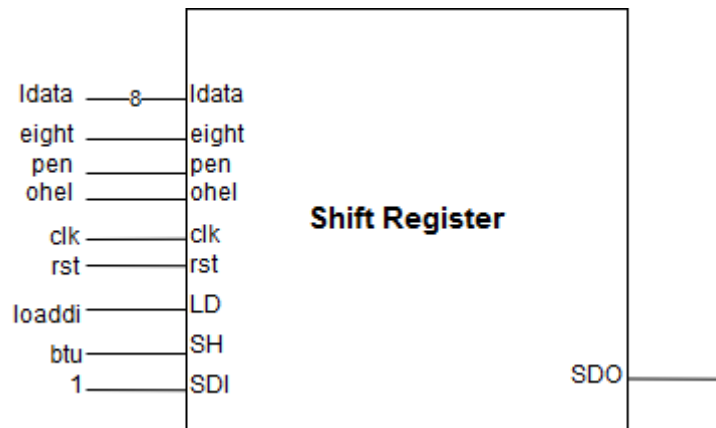 ldata 8 ldata
eight eight
pen pen
ohel ohel
Shift Register
clk clk
rst rst
loaddi LD
btu SH
1 SDI
SDO